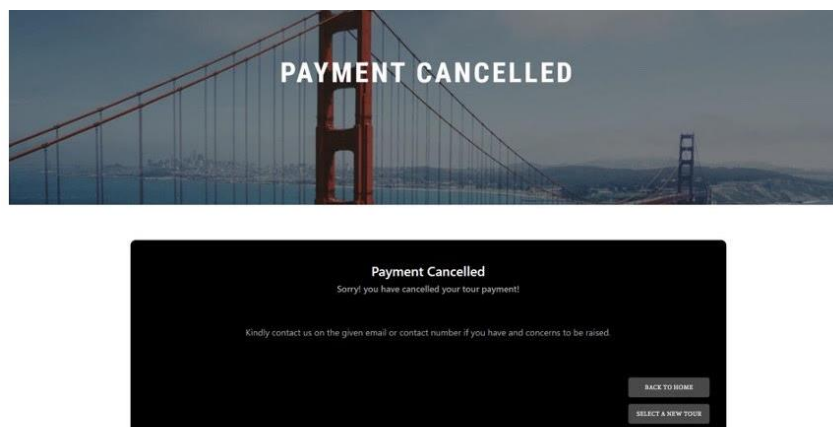 PAYMENT CANCELLED
Payment Cancelled
Sorry! you have cancelled your tour payment!
Kindly contact us on the given email or contact number if you have and concerns to be raised.
BACK TO HOME
SELECT A NEW TOUR